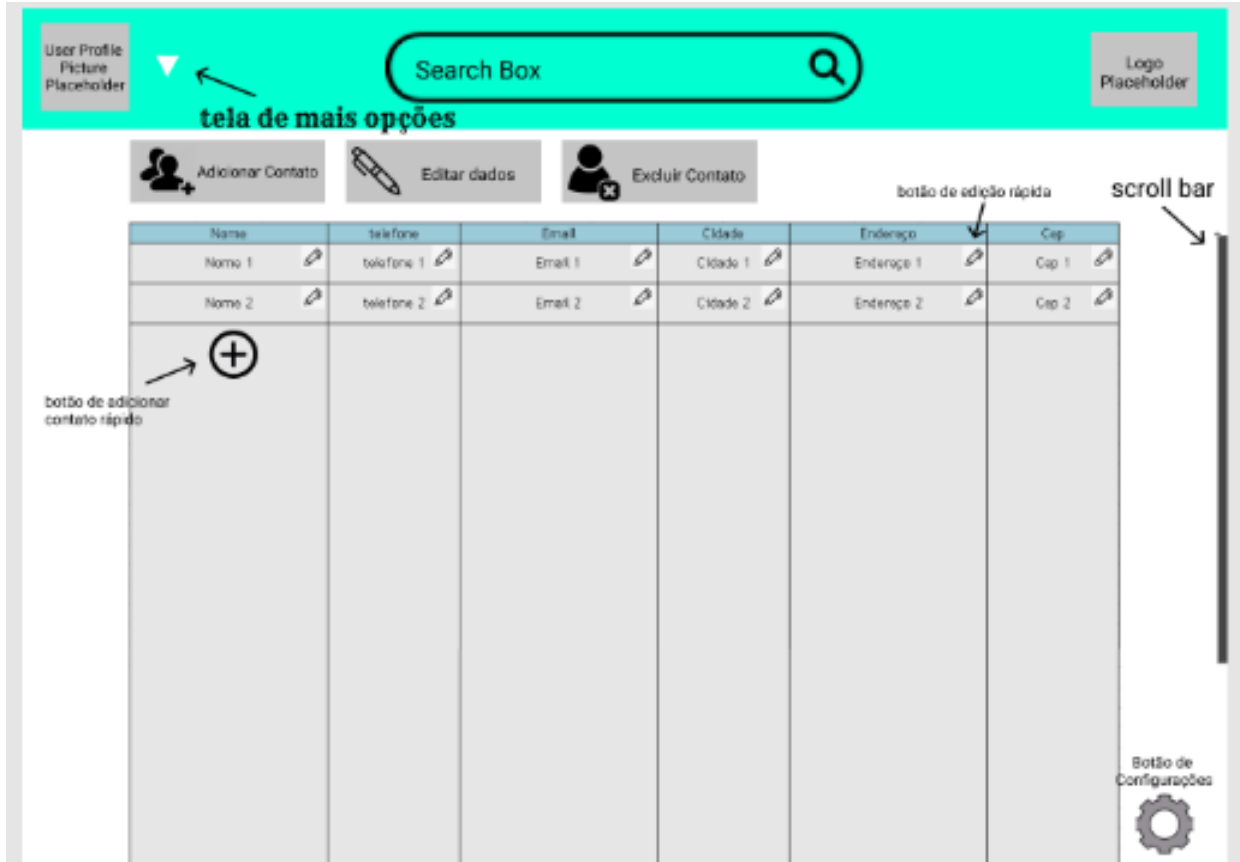 User Profile
Picture
Placeholder
Search Box
Logo
Placeholder
tela de mais opções
Adicionar Contato
Editar dados
Excluir Contato
botão de edição rápida
scroll bar
Nome telefone Email Cidade Endereço Cep
Nome 1 telefone 1 Email 1 Cidade 1 Endereço 1 Cep 1
Nome 2 telefone 2 Email 2 Cidade 2 Endereço 2 Cep 2
botão de adicionar
contato rápido
Botão de
Configurações